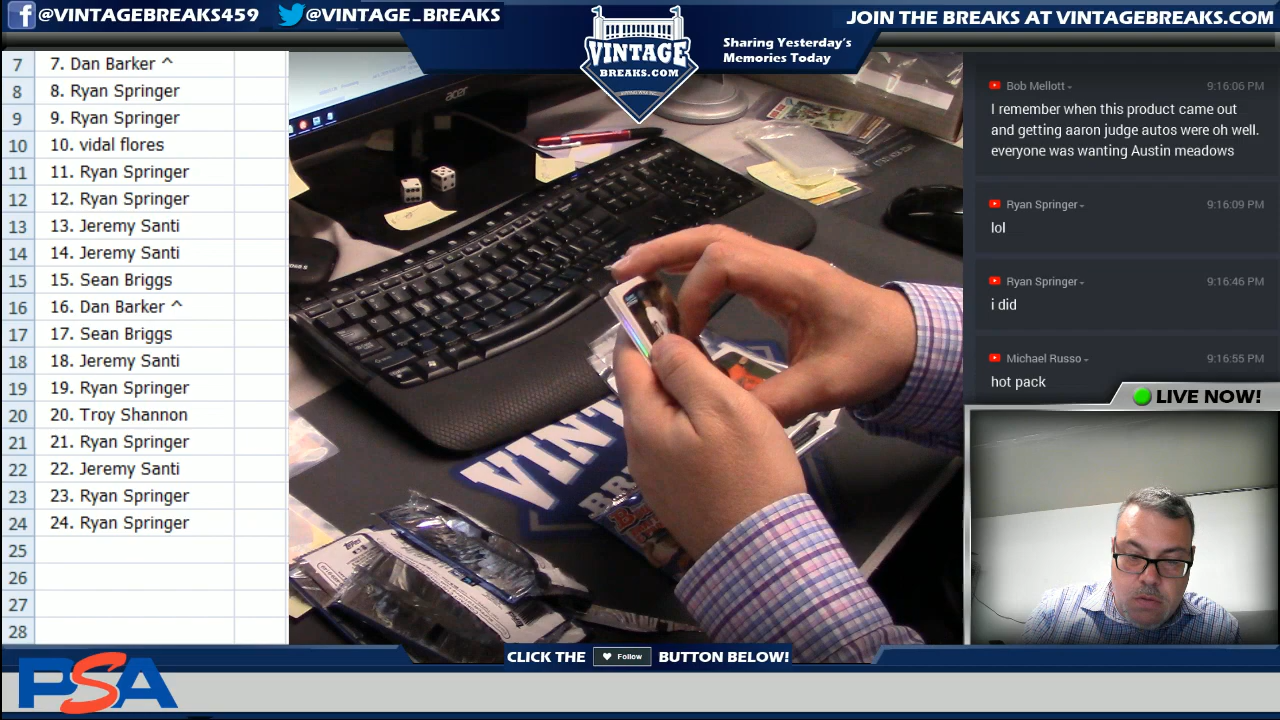 @VINTAGEBREAKS459
@VINTAGE_BREAKS
VINTAGE
BREAKS.COM
Sharing Yesterday's
Memories Today
JOIN THE BREAKS AT VINTAGEBREAKS.COM
7 7. Dan Barker ^
8 8. Ryan Springer
9 9. Ryan Springer
10 10. vidal flores
11 11. Ryan Springer
12 12. Ryan Springer
13 13. Jeremy Santi
14 14. Jeremy Santi
15 15. Sean Briggs
16 16. Dan Barker ^
17 17. Sean Briggs
18 18. Jeremy Santi
19 19. Ryan Springer
20 20. Troy Shannon
21 21. Ryan Springer
22 22. Jeremy Santi
23 23. Ryan Springer
24 24. Ryan Springer
25
26
27
28
acer
VINT
BR
Bob Mellott 9:16:06 PM
I remember when this product came out
and getting aaron judge autos were oh well.
everyone was wanting Austin meadows
Ryan Springer 9:16:09 PM
lol
Ryan Springer 9:16:46 PM
i did
Michael Russo 9:16:55 PM
hot pack
LIVE NOW!
CLICK THE Follow BUTTON BELOW!
PSA